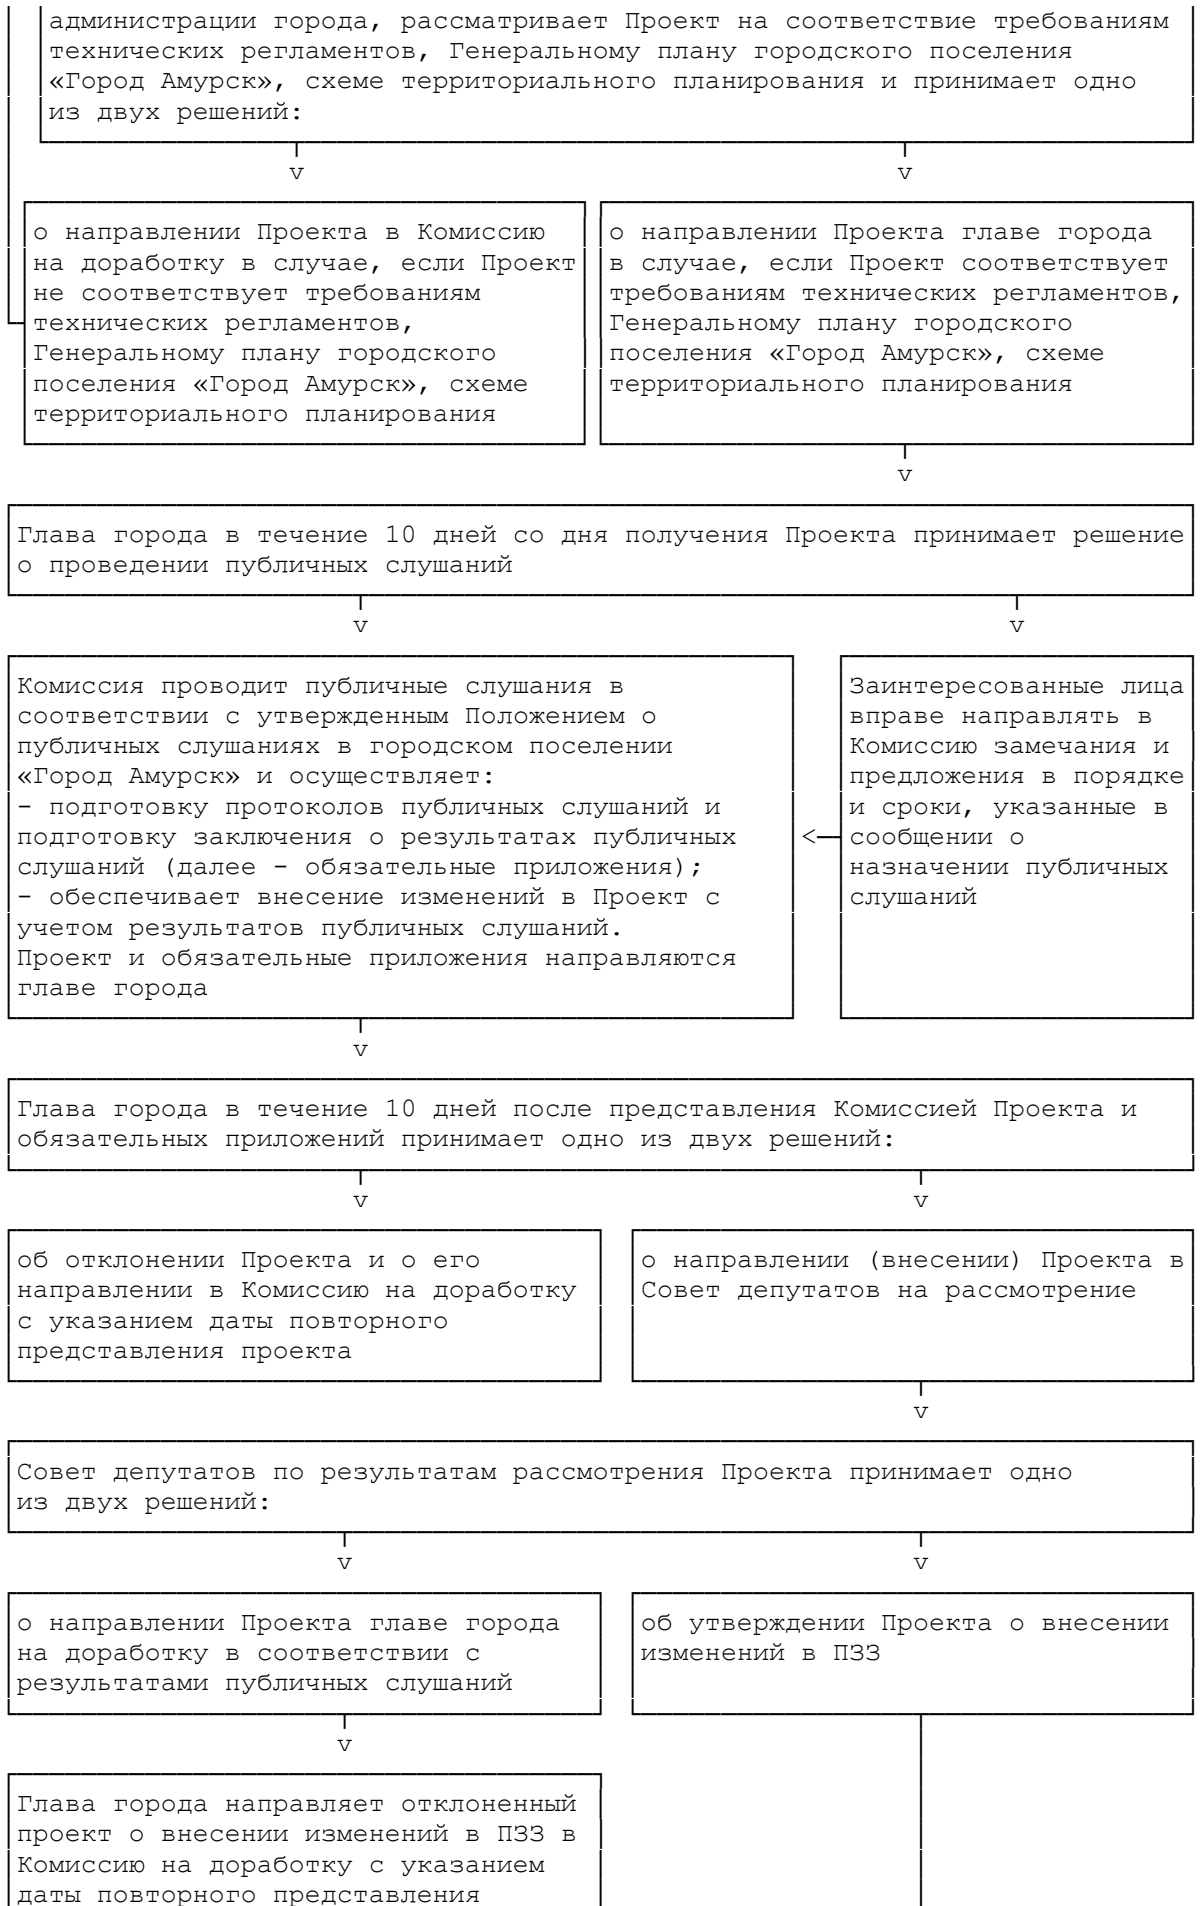 администрации города, рассматривает Проект на соответствие требованиям
технических регламентов, Генеральному плану городского поселения
«Город Амурск», схеме территориального планирования и принимает одно
из двух решений:
v
v
о направлении Проекта в Комиссию
на доработку в случае, если Проект
не соответствует требованиям
технических регламентов,
Генеральному плану городского
поселения «Город Амурск», схеме
территориального планирования
о направлении Проекта главе города
в случае, если Проект соответствует
требованиям технических регламентов,
Генеральному плану городского
поселения «Город Амурск», схеме
территориального планирования
v
Глава города в течение 10 дней со дня получения Проекта принимает решение
о проведении публичных слушаний
v
v
Комиссия проводит публичные слушания в
соответствии с утвержденным Положением о
публичных слушаниях в городском поселении
«Город Амурск» и осуществляет:
- подготовку протоколов публичных слушаний и
подготовку заключения о результатах публичных
слушаний (далее - обязательные приложения);
- обеспечивает внесение изменений в Проект с
учетом результатов публичных слушаний.
Проект и обязательные приложения направляются
главе города
<
Заинтересованные лица
вправе направлять в
Комиссию замечания и
предложения в порядке
и сроки, указанные в
сообщении о
назначении публичных
слушаний
v
Глава города в течение 10 дней после представления Комиссией Проекта и
обязательных приложений принимает одно из двух решений:
v
v
об отклонении Проекта и о его
направлении в Комиссию на доработку
с указанием даты повторного
представления проекта
о направлении (внесении) Проекта в
Совет депутатов на рассмотрение
v
Совет депутатов по результатам рассмотрения Проекта принимает одно
из двух решений:
v
v
о направлении Проекта главе города
на доработку в соответствии с
результатами публичных слушаний
об утверждении Проекта о внесении
изменений в ПЗЗ
v
Глава города направляет отклоненный
проект о внесении изменений в ПЗЗ в
Комиссию на доработку с указанием
даты повторного представления